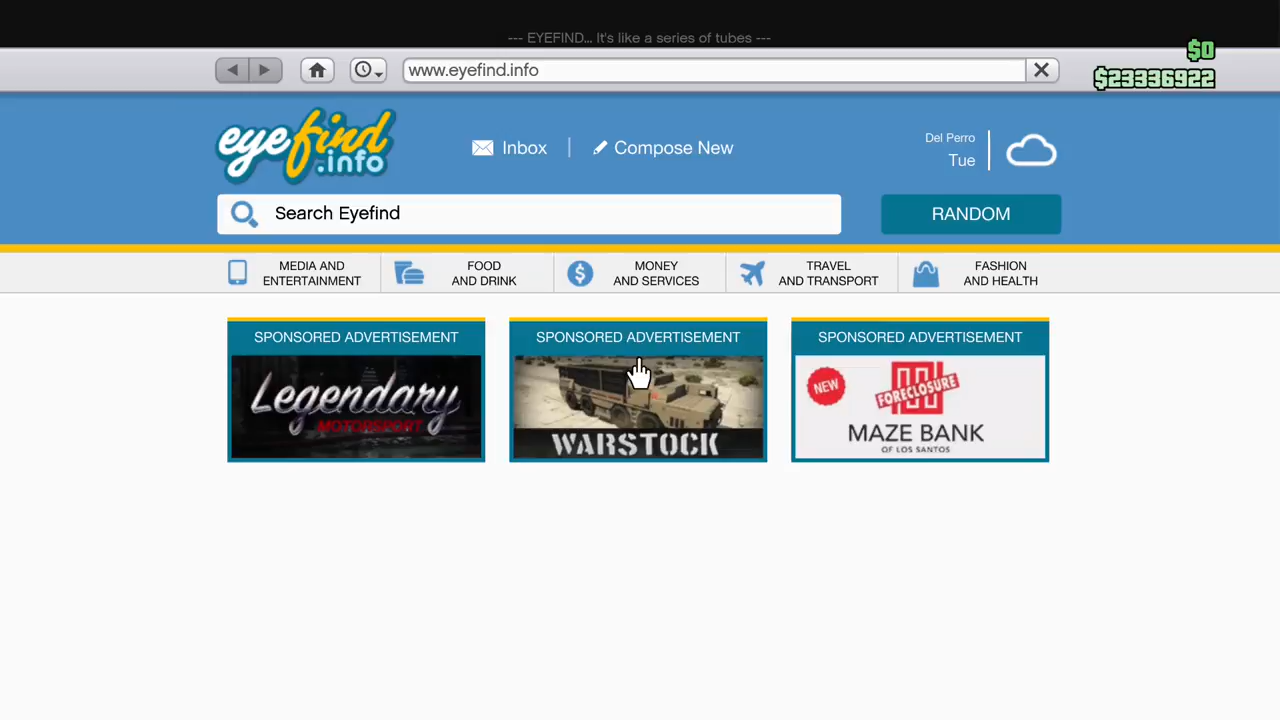 --- EYEFIND... It's like a series of tubes ---
$0
www.eyefind.info
$23336922
eyefind
.info
Inbox
Compose New
Del Perro
Tue
Search Eyefind
RANDOM
MEDIA AND
ENTERTAINMENT
FOOD
AND DRINK
MONEY
AND SERVICES
TRAVEL
AND TRANSPORT
FASHION
AND HEALTH
SPONSORED ADVERTISEMENT
Legendary
MOTORSPORT
SPONSORED ADVERTISEMENT
WARSTOCK
SPONSORED ADVERTISEMENT
NEW
FORECLOSURE
MAZE BANK
OF LOS SANTOS